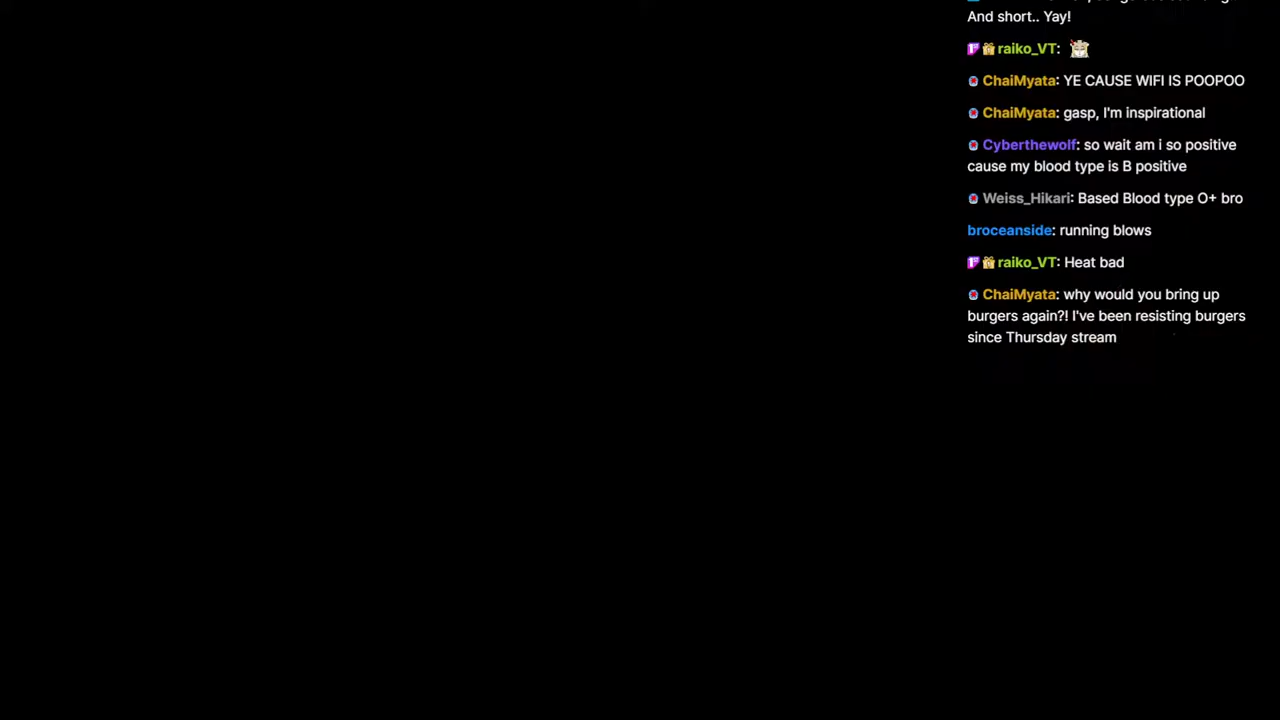 And short.. Yay!
raiko_VT:
ChaiMyata: YE CAUSE WIFI IS POOPOO
ChaiMyata: gasp, I'm inspirational
Cyberthewolf: so wait am i so positive
cause my blood type is B positive
Weiss_Hikari: Based Blood type O+ bro
broceanside: running blows
raiko_VT: Heat bad
ChaiMyata: why would you bring up
burgers again?! I've been resisting burgers
since Thursday stream